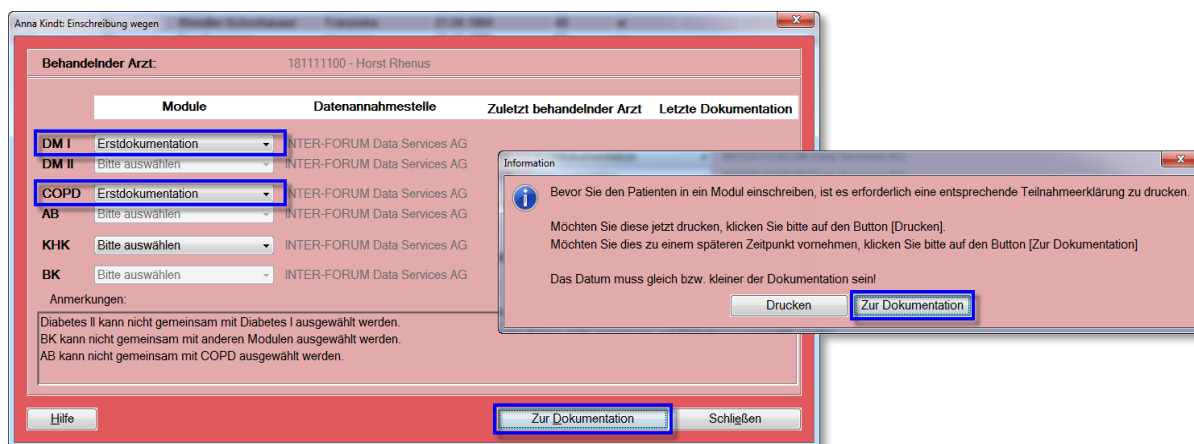 Anna Kindt: Einschreibung wegen
Behandelnder Arzt: 181111100 - Horst Rhenus
Module Datenannahmestelle Zuletzt behandelnder Arzt Letzte Dokumentation
DM I Erstdokumentation INTER-FORUM Data Services AG
DM II Bitte auswählen INTER-FORUM Data Services AG
COPD Erstdokumentation INTER-FORUM Data Services AG
AB Bitte auswählen INTER-FORUM Data Services AG
KHK Bitte auswählen INTER-FORUM Data Services AG
BK Bitte auswählen INTER-FORUM Data Services AG
Anmerkungen:
Diabetes II kann nicht gemeinsam mit Diabetes I ausgewählt werden.
BK kann nicht gemeinsam mit anderen Modulen ausgewählt werden.
AB kann nicht gemeinsam mit COPD ausgewählt werden.
Hilfe Zur Dokumentation Schließen
Information
Bevor Sie den Patienten in ein Modul einschreiben, ist es erforderlich eine entsprechende Teilnahmeerklärung zu drucken.
Möchten Sie diese jetzt drucken, klicken Sie bitte auf den Button [Drucken].
Möchten Sie dies zu einem späteren Zeitpunkt vornehmen, klicken Sie bitte auf den Button [Zur Dokumentation]
Das Datum muss gleich bzw. kleiner der Dokumentation sein!
Drucken Zur Dokumentation